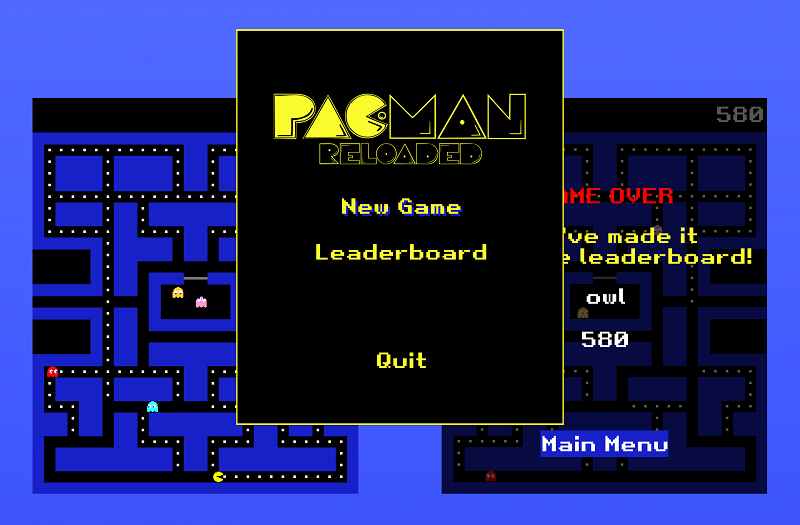 PACMAN
RELOADED
New Game
Leaderboard
Quit
580
AME OVER
've made it
e leaderboard!
owl
580
Main Menu